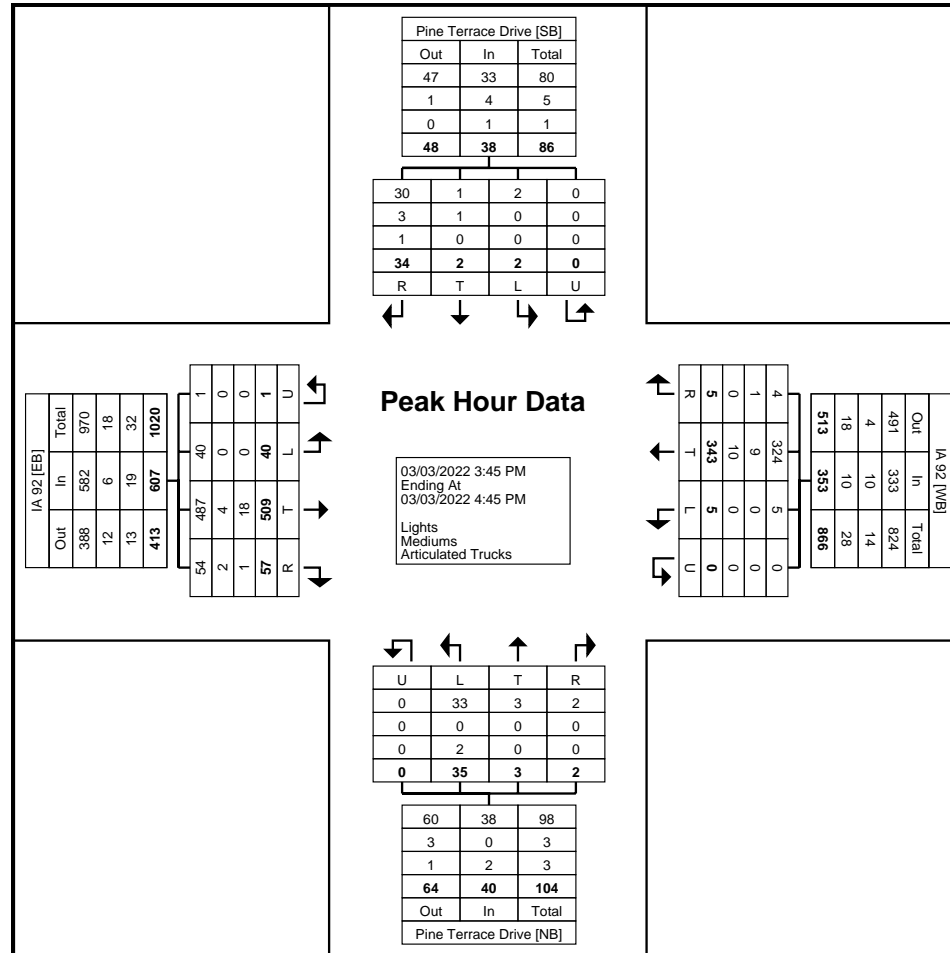 Pine Terrace Drive [SB]
Out In Total
47 33 80
1 4 5
0 1 1
48 38 86
30 1 2 0
3 1 0 0
1 0 0 0
34 2 2 0
R T L U
IA 92 [EB]
Total 970 18 32 1020
In 582 6 19 607
Out 388 12 13 413
1 0 0 1 U
40 0 0 40 L
487 4 18 509 T
54 2 1 57 R
Peak Hour Data
03/03/2022 3:45 PM
Ending At
03/03/2022 4:45 PM
Lights
Mediums
Articulated Trucks
R 5 0 1 4
T 343 10 9 324
L 5 0 0 5
U 0 0 0 0
513 18 4 491 Out
353 10 10 333 In
866 28 14 824 Total
IA 92 [WB]
U L T R
0 33 3 2
0 0 0 0
0 2 0 0
0 35 3 2
60 38 98
3 0 3
1 2 3
64 40 104
Out In Total
Pine Terrace Drive [NB]